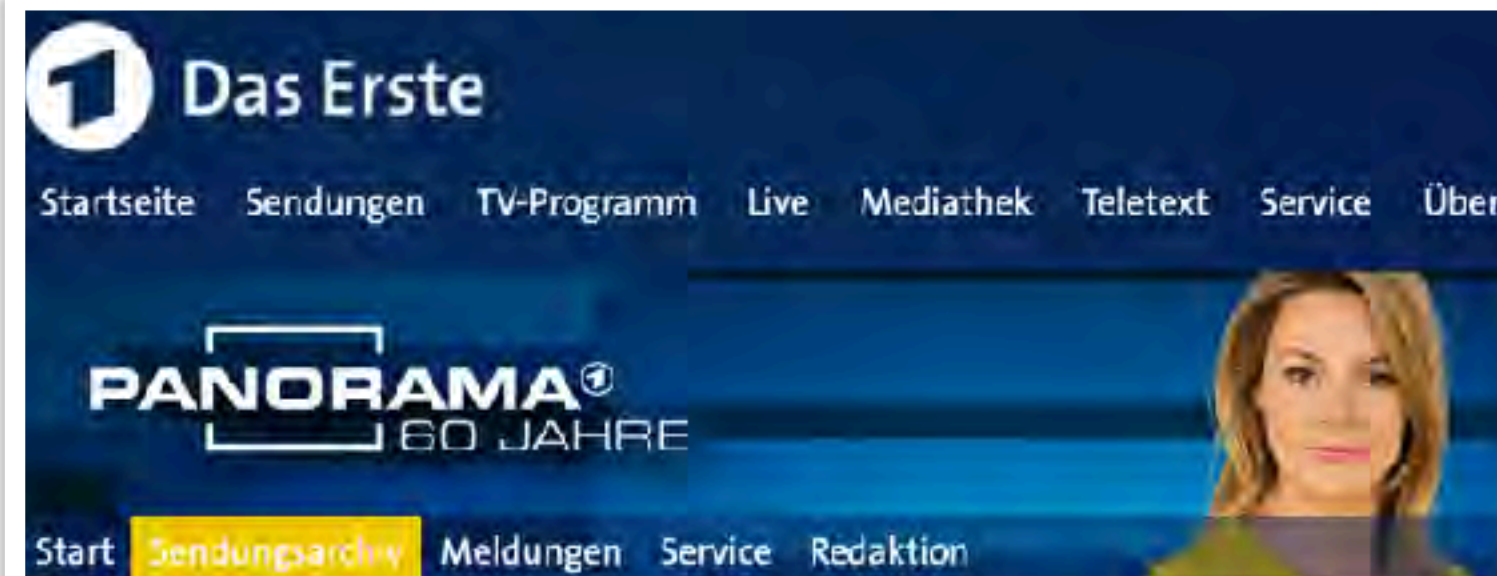 Das Erste
Startseite Sendungen TV-Programm Live Mediathek Teletext Service Über
PANORAMA
60 JAHRE
Start Sendungsarchiv Meldungen Service Redaktion